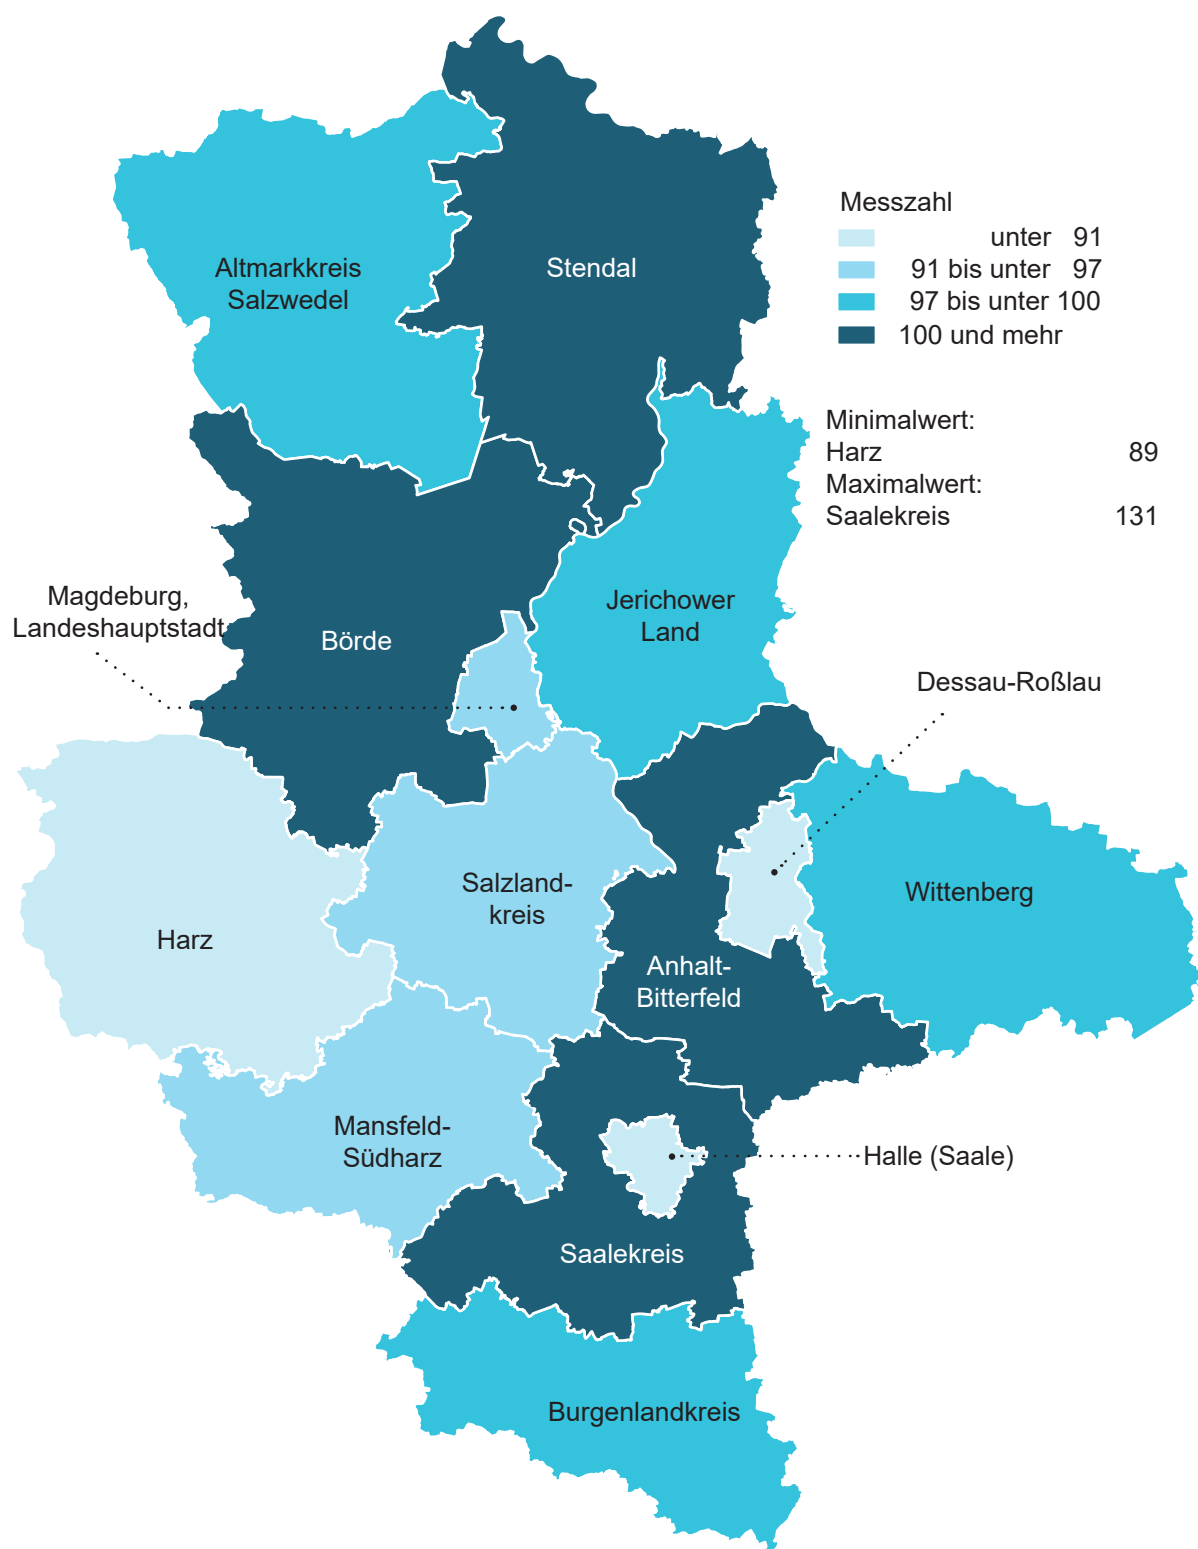 Messzahl
unter 91
91 bis unter 97
97 bis unter 100
100 und mehr
Altmarkkreis
Salzwedel
Stendal
Minimalwert:
Harz 89
Maximalwert:
Saalekreis 131
Magdeburg,
Landeshauptstadt
Börde
Jerichower
Land
Dessau-Roßlau
Salzland-
kreis
Wittenberg
Harz
Anhalt-
Bitterfeld
Mansfeld-
Südharz
Halle (Saale)
Saalekreis
Burgenlandkreis